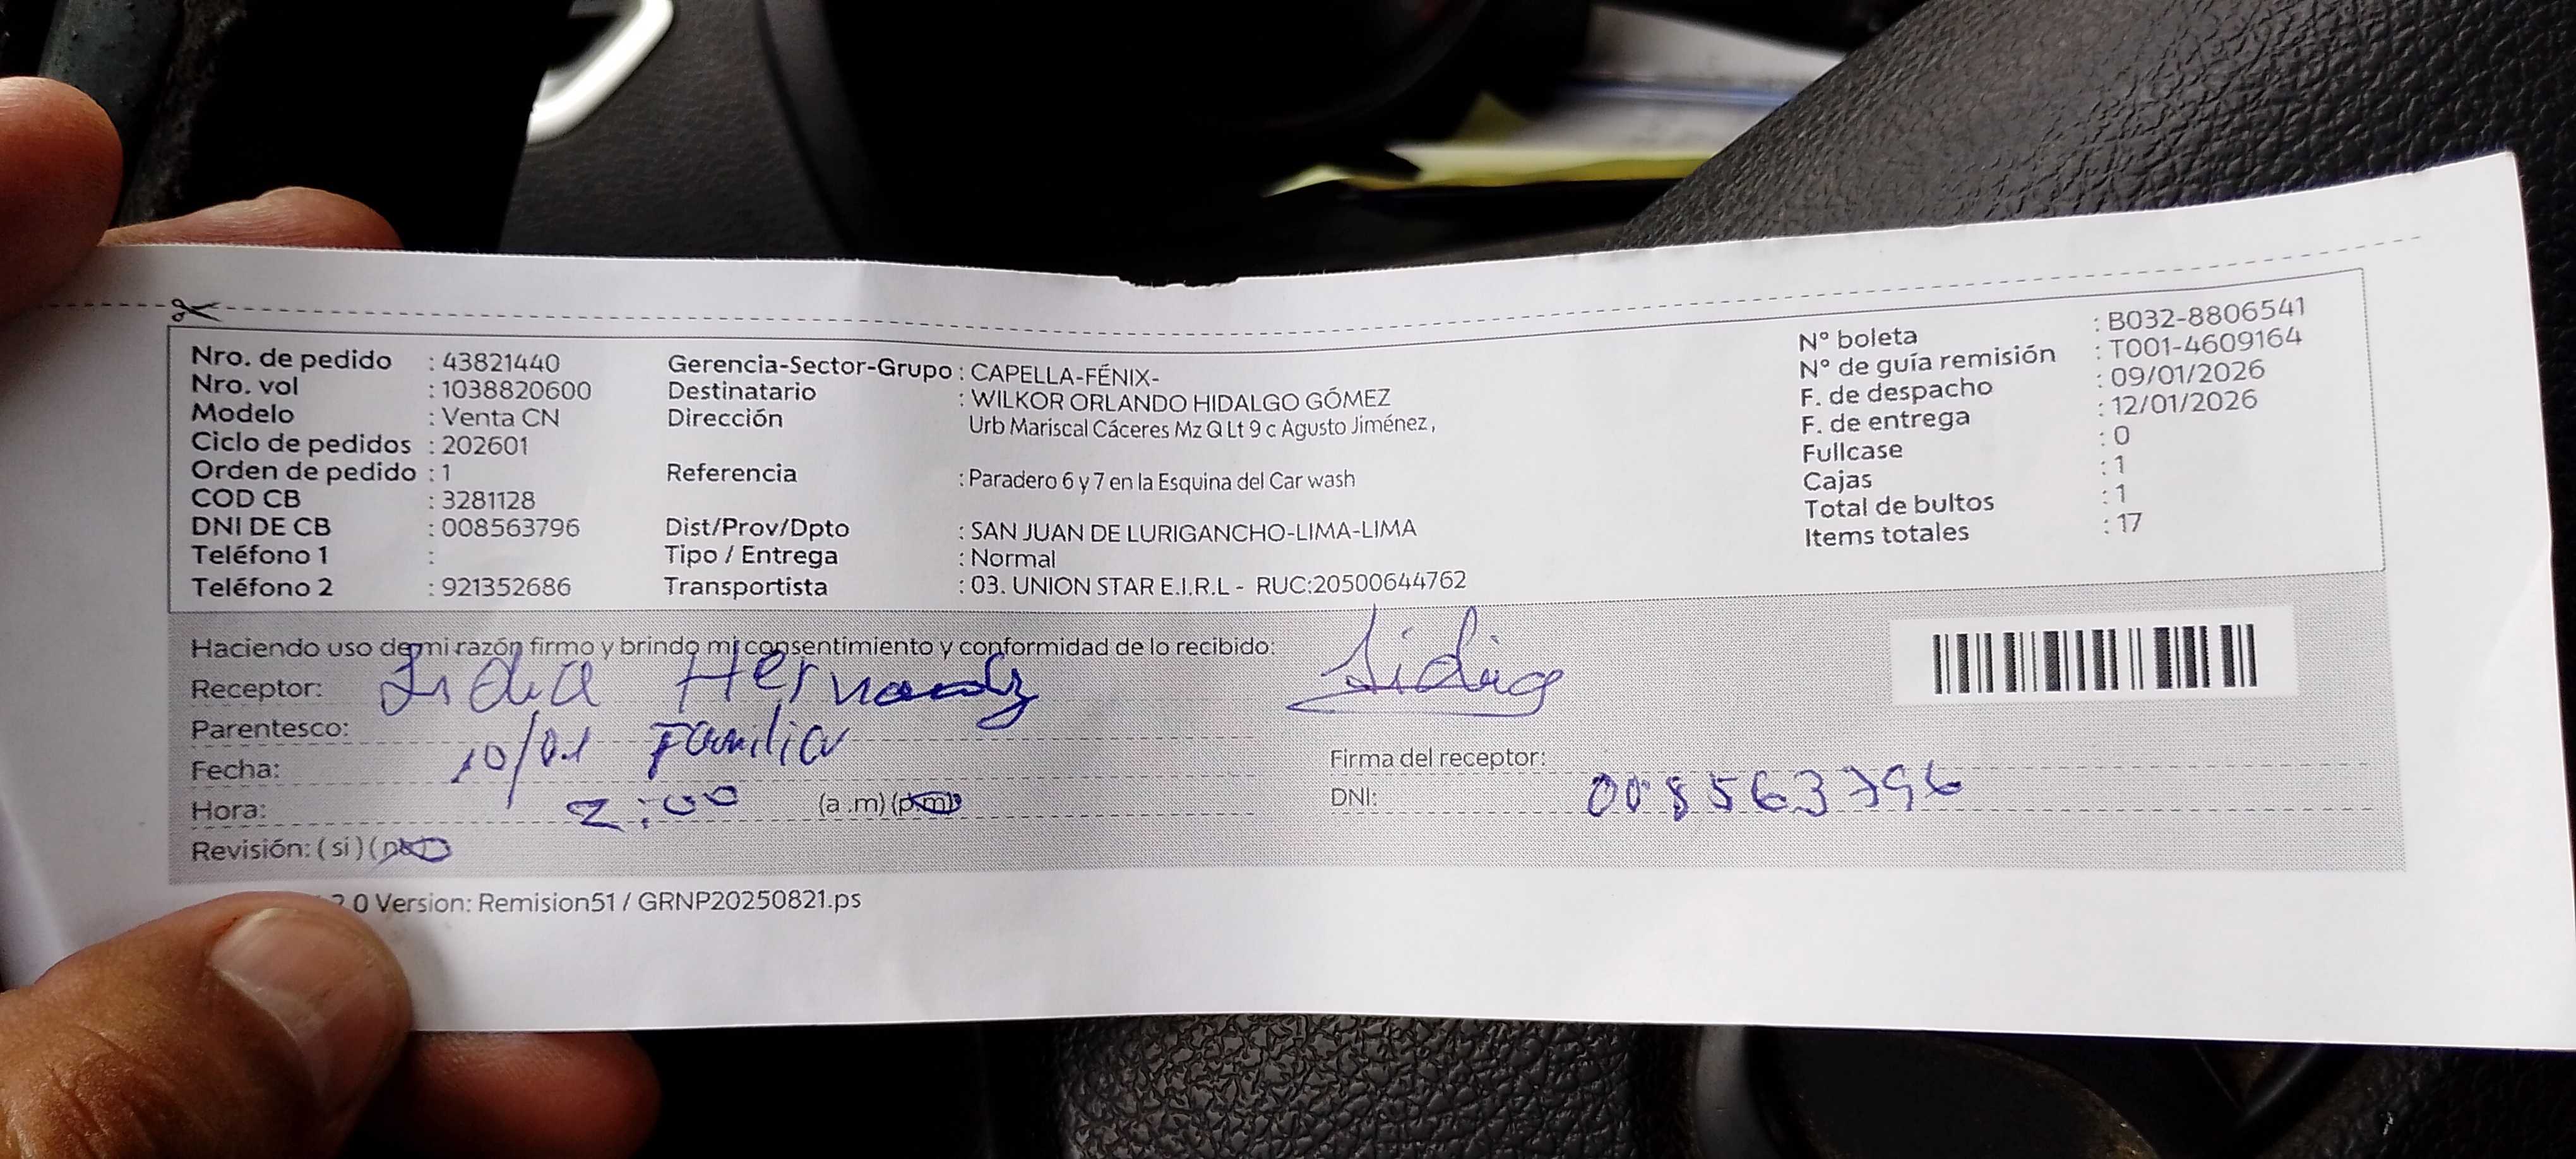 Nro. de pedido : 43821440
Nro. vol : 1038820600
Modelo : Venta CN
Ciclo de pedidos : 202601
Orden de pedido : 1
COD CB : 3281128
DNI DE CB : 008563796
Teléfono 1 :
Teléfono 2 : 921352686
Gerencia-Sector-Grupo : CAPELLA-FÉNIX-
Destinatario : WILKOR ORLANDO HIDALGO GÓMEZ
Dirección Urb Mariscal Cáceres Mz Q Lt 9 c Agusto Jiménez,
Referencia : Paradero 6 y 7 en la Esquina del Car wash
Dist/Prov/Dpto : SAN JUAN DE LURIGANCHO-LIMA-LIMA
Tipo / Entrega : Normal
Transportista : 03. UNION STAR E.I.R.L - RUC:20500644762
Nº boleta : B032-8806541
Nº de guía remisión : T001-4609164
F. de despacho : 09/01/2026
F. de entrega : 12/01/2026
Fullcase : 0
Cajas : 1
Total de bultos : 1
Items totales : 17
Haciendo uso de mi razón firmo y brindo mi consentimiento y conformidad de lo recibido:
Receptor: Lidia Hernandz
Parentesco: Familia
Fecha: 10/01
Hora: 2:00 (a .m) (p.m)
Revisión: ( si ) (no)
Lidia
Firma del receptor:
DNI: 008563796
2.0 Version: Remision51 / GRNP20250821.ps